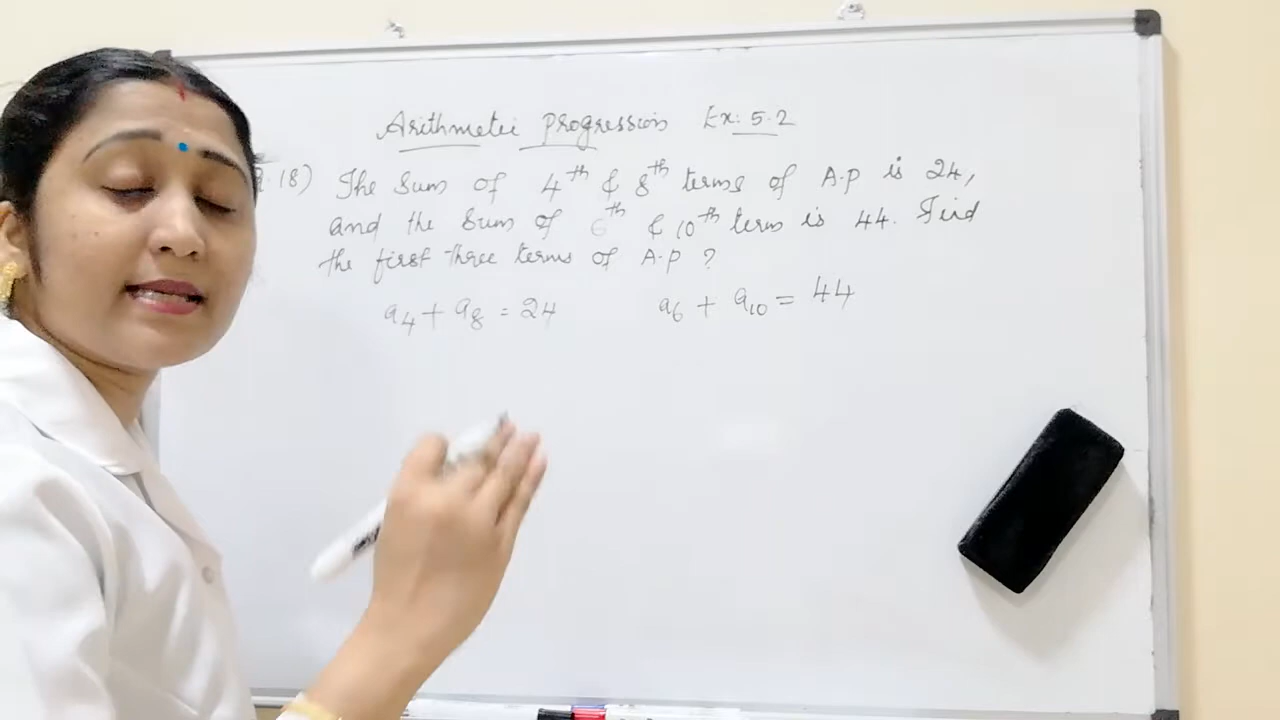 Arithmetic Progression Ex: 5.2
18) The Sum of 4th & 8th terms of A.P is 24,
and the Sum of 6th & 10th term is 44. Find
the first three terms of A.P ?
a4 + a8 = 24 a6 + a10 = 44